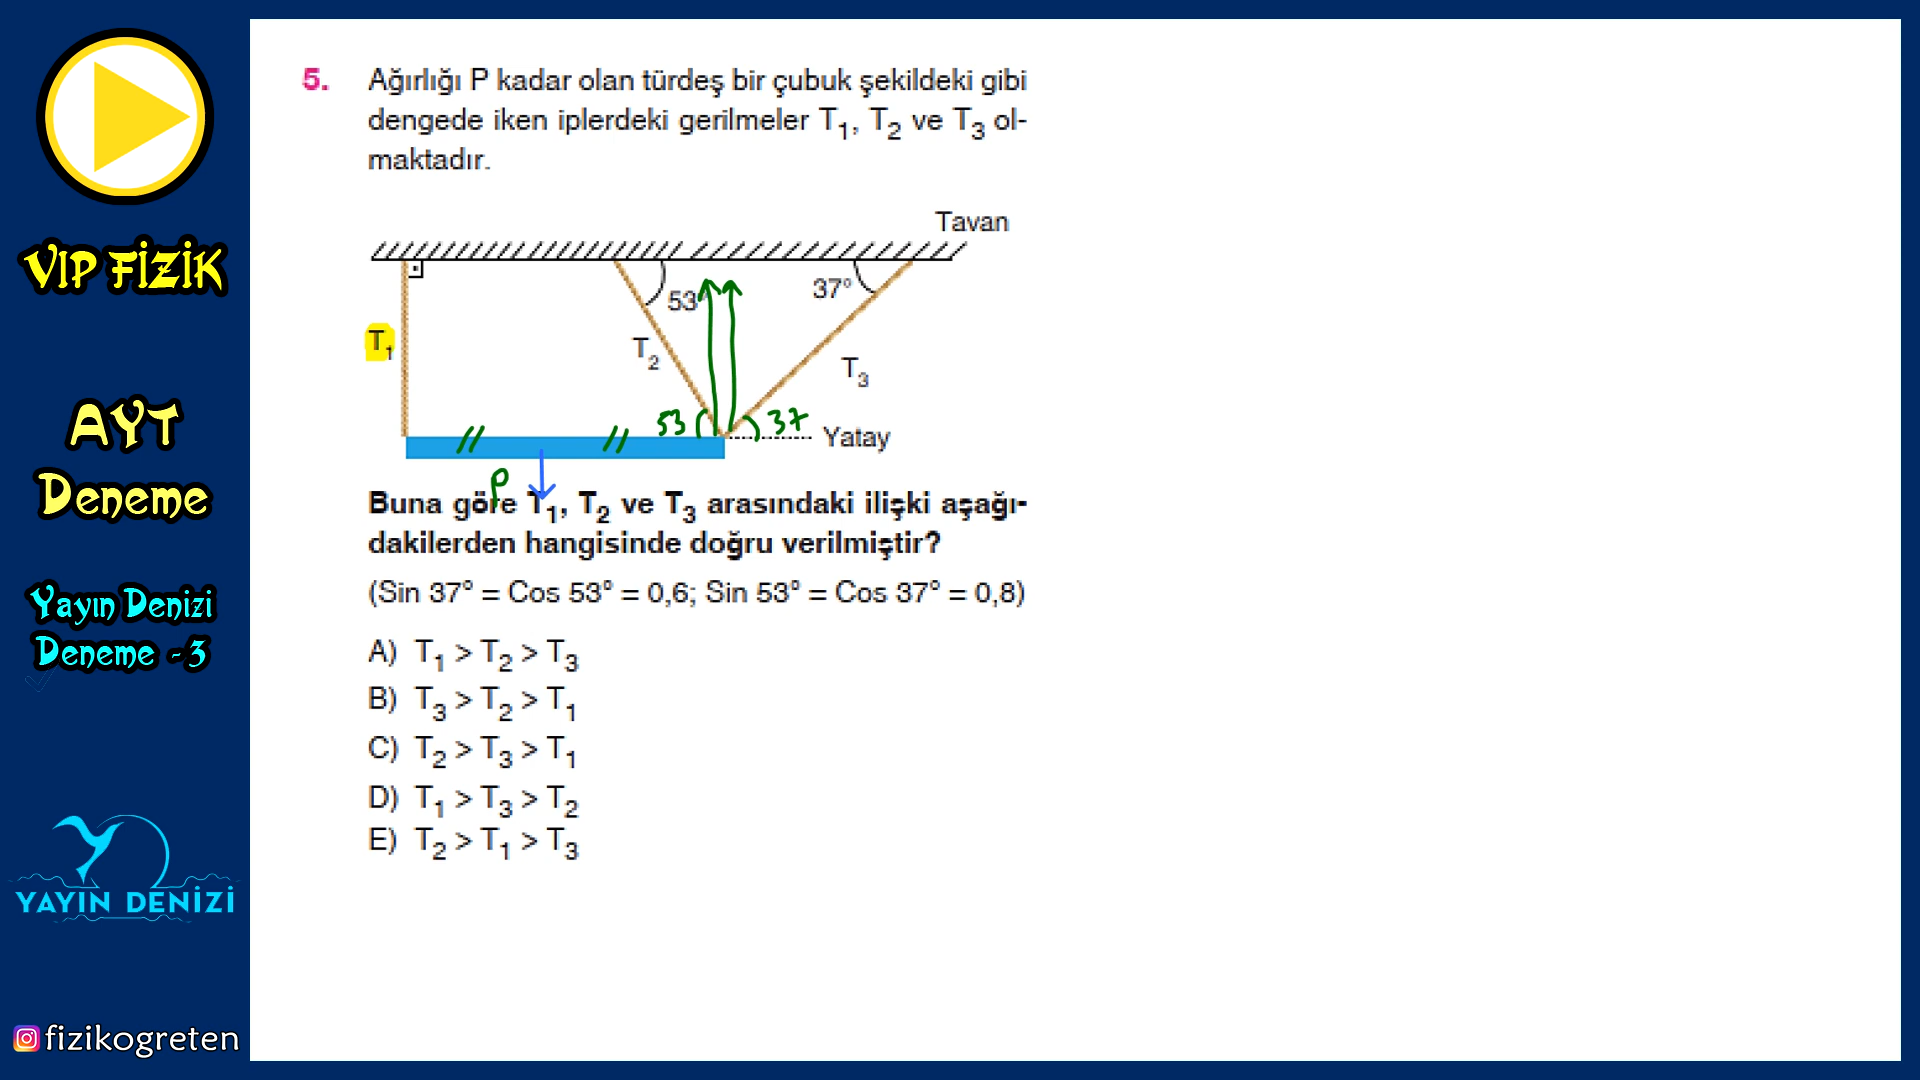 VIP FİZİK
AYT
Deneme
Yayın Denizi
Deneme - 3
YAYIN DENİZİ
fizikogreten
5. Ağırlığı P kadar olan türdeş bir çubuk şekildeki gibi
dengede iken iplerdeki gerilmeler T1, T2 ve T3 ol-
maktadır.
Tavan
53
37°
T1
T2
T3
53
37
Yatay
P
Buna göre T1, T2 ve T3 arasındaki ilişki aşağı-
dakilerden hangisinde doğru verilmiştir?
(Sin 37° = Cos 53° = 0,6; Sin 53° = Cos 37° = 0,8)
A) T1 > T2 > T3
B) T3 > T2 > T1
C) T2 > T3 > T1
D) T1 > T3 > T2
E) T2 > T1 > T3